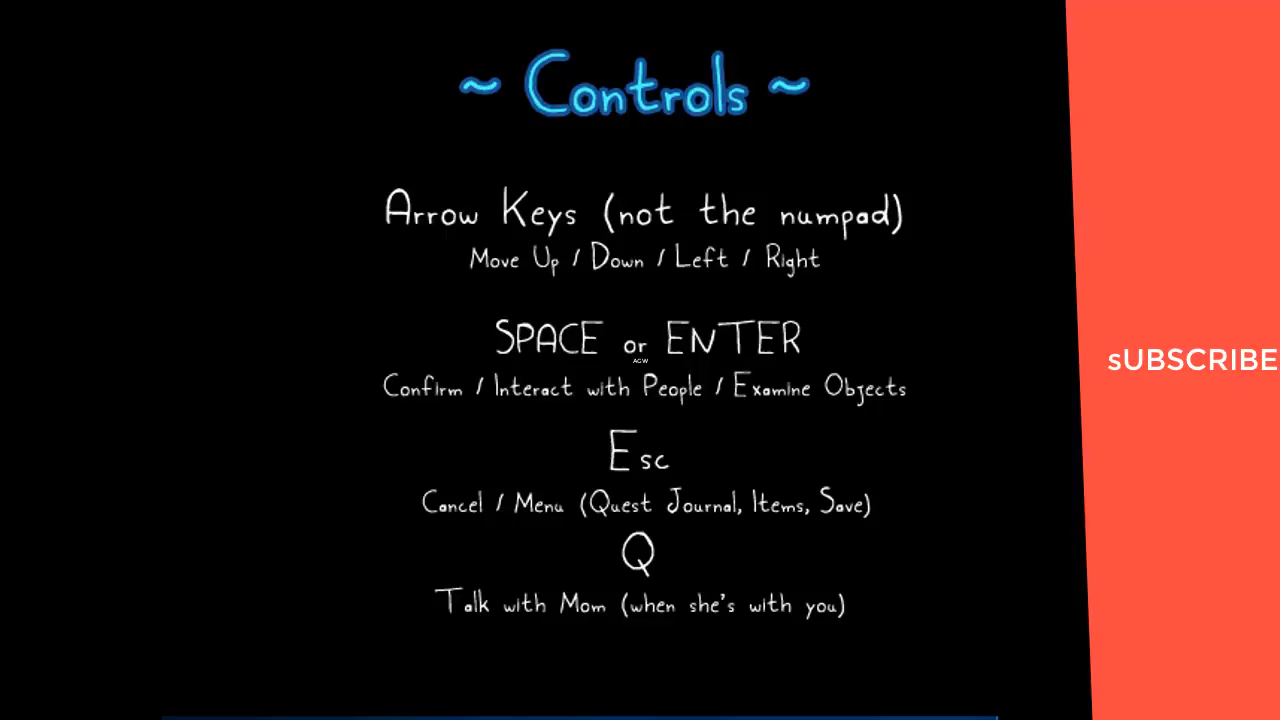 ~ Controls ~
Arrow Keys (not the numpad)
Move Up / Down / Left / Right
SPACE or ENTER
AGW
Confirm / Interact with People / Examine Objects
Esc
Cancel / Menu (Quest Journal, Items, Save)
Q
Talk with Mom (when she's with you)
sUBSCRIBE